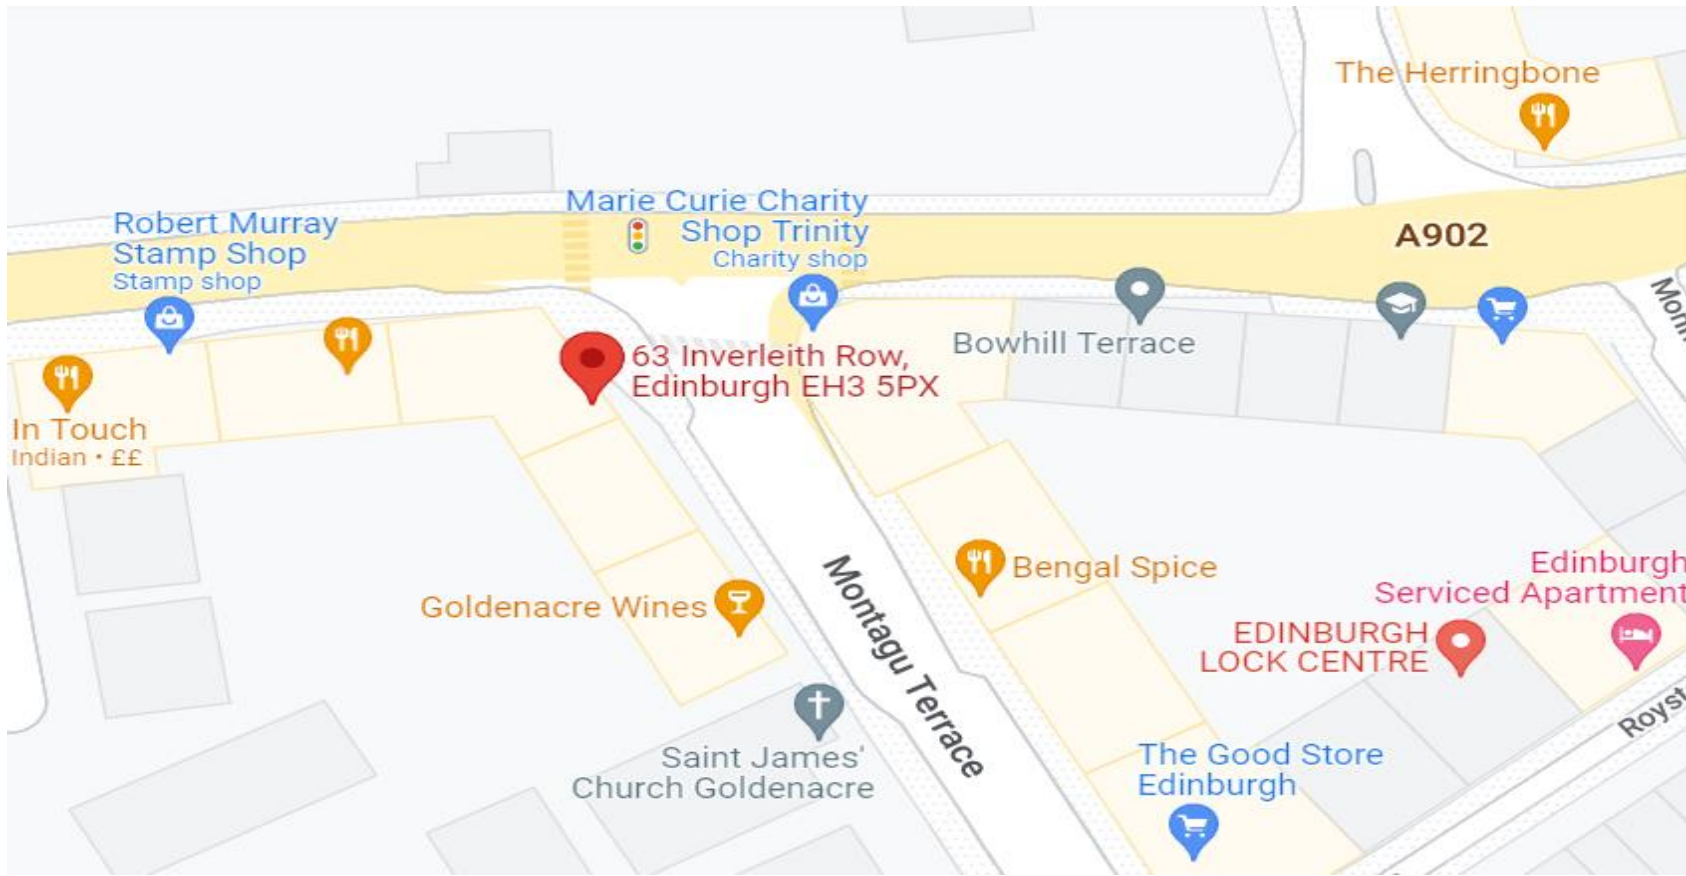 The Herringbone
Marie Curie Charity
Shop Trinity
Charity shop
Robert Murray
Stamp Shop
Stamp shop
A902
Bowhill Terrace
63 Inverleith Row,
Edinburgh EH3 5PX
In Touch
Indian • ££
Bengal Spice
Goldenacre Wines
Montagu Terrace
Edinburgh
Serviced Apartment
EDINBURGH
LOCK CENTRE
Saint James'
Church Goldenacre
The Good Store
Edinburgh